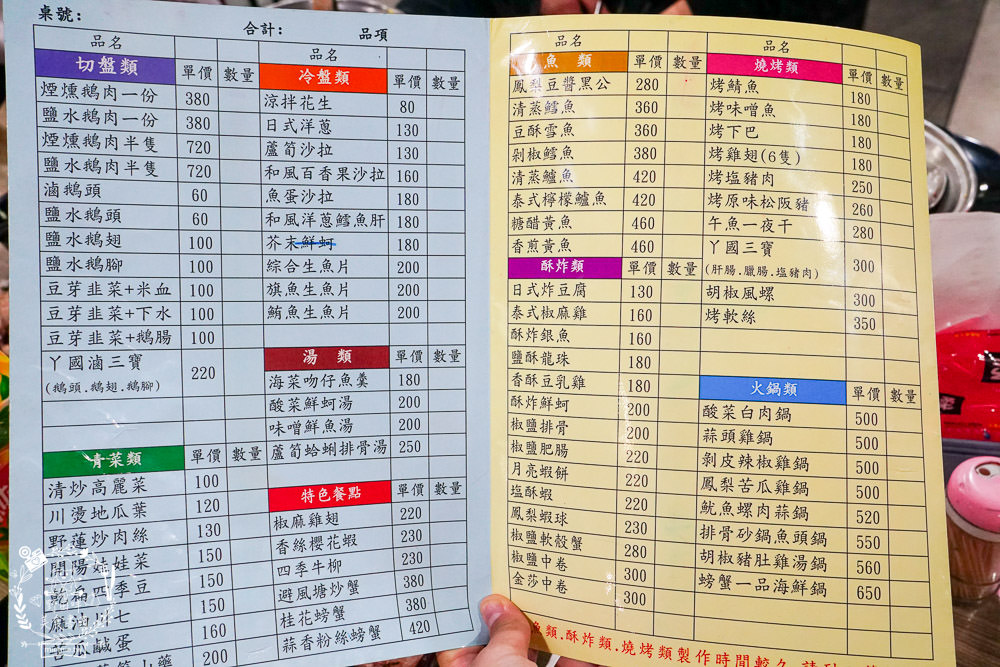 桌號:
合計:
品項
品名
切盤類 單價 數量
煙燻鵝肉一份 380
鹽水鵝肉一份 380
煙燻鵝肉半隻 720
鹽水鵝肉半隻 720
滷鵝頭 60
鹽水鵝頭 60
鹽水鵝翅 100
鹽水鵝腳 100
豆芽韭菜+米血 100
豆芽韭菜+下水 100
豆芽韭菜+鵝腸 100
丫國滷三寶 220
(鵝頭.鵝翅.鵝腳)
青菜類 單價 數量
清炒高麗菜 100
川燙地瓜葉 120
野蓮炒肉絲 130
開陽娃娃菜 150
乾煸四季豆 150
麻油川七 150
苦瓜鹹蛋 160
山藥 200
品名
冷盤類 單價 數量
涼拌花生 80
日式洋蔥 130
蘆筍沙拉 130
和風百香果沙拉 160
魚蛋沙拉 180
和風洋蔥鱈魚肝 180
芥末鮮蚵 180
綜合生魚片 200
旗魚生魚片 200
鮪魚生魚片 200
湯 類 單價 數量
海菜吻仔魚羹 180
酸菜鮮蚵湯 200
味噌鮮魚湯 200
蘆筍蛤蜊排骨湯 250
特色餐點 單價 數量
椒麻雞翅 220
香絲櫻花蝦 230
四季牛柳 230
避風塘炒蟹 380
桂花螃蟹 380
蒜香粉絲螃蟹 420
品名
魚 類 單價 數量
鳳梨豆醬黑公 280
清蒸鱈魚 360
豆酥雪魚 360
剁椒鱈魚 380
清蒸鱸魚 420
泰式檸檬鱸魚 420
糖醋黃魚 460
香煎黃魚 460
酥炸類 單價 數量
日式炸豆腐 130
泰式椒麻雞 160
酥炸銀魚 160
鹽酥龍珠 180
香酥豆乳雞 180
酥炸鮮蚵 200
椒鹽排骨 200
椒鹽肥腸 220
月亮蝦餅 220
塩酥蝦 220
鳳梨蝦球 230
椒鹽軟殼蟹 280
椒鹽中卷 300
金莎中卷 300
品名
燒烤類 單價 數量
烤鯖魚 180
烤味噌魚 180
烤下巴 180
烤雞翅(6隻) 180
烤塩豬肉 250
烤原味松阪豬 260
午魚一夜干 280
丫國三寶 300
(肝腸.臘腸.塩豬肉)
胡椒風螺 300
烤軟絲 350
火鍋類 單價 數量
酸菜白肉鍋 500
蒜頭雞鍋 500
剝皮辣椒雞鍋 500
鳳梨苦瓜雞鍋 500
魷魚螺肉蒜鍋 520
排骨砂鍋魚頭鍋 550
胡椒豬肚雞湯鍋 560
螃蟹一品海鮮鍋 650
魚類.酥炸類.燒烤類製作時間較久